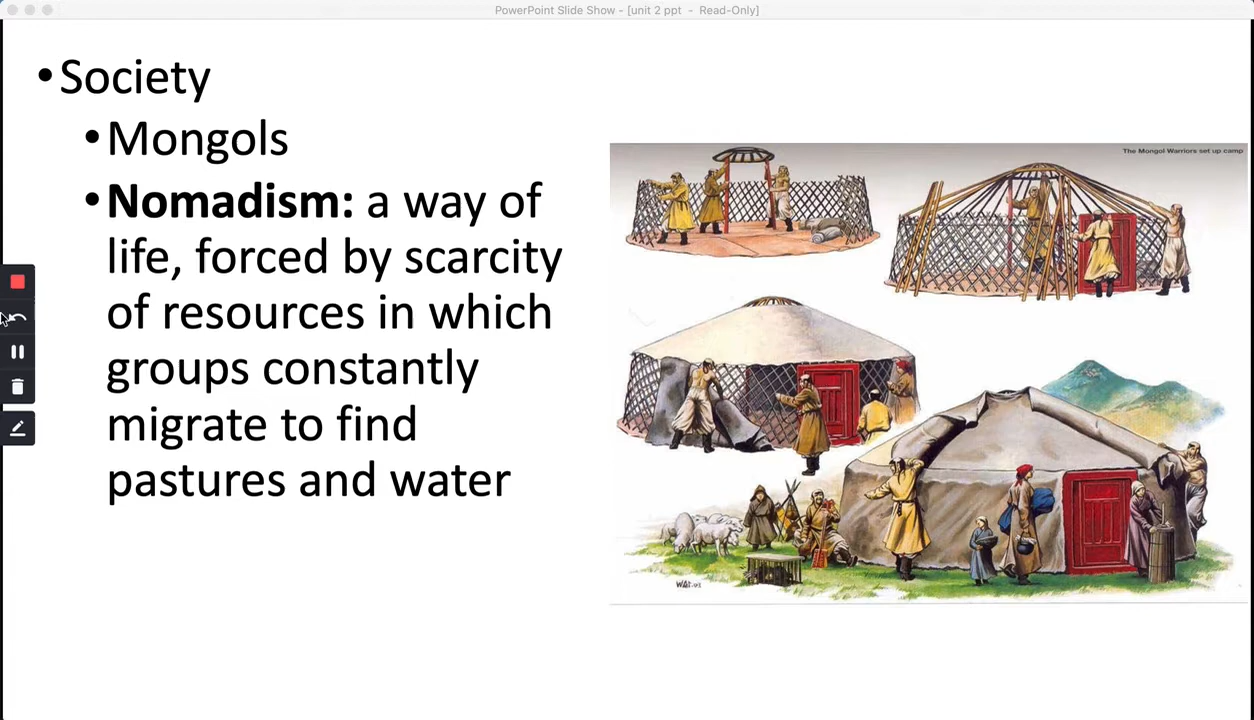 PowerPoint Slide Show - [unit 2 ppt - Read-Only]
• Society
• Mongols
• Nomadism: a way of
life, forced by scarcity
of resources in which
groups constantly
migrate to find
pastures and water
The Mongol Warriors set up camp